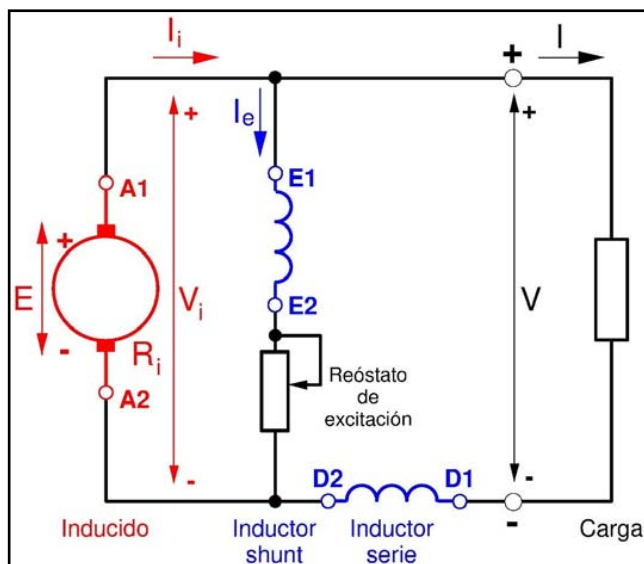 Ii
I
+
Ie
+
+
E1
A1
+
E
Vi
E2
V
-
Ri
Reóstato
de
excitación
A2
-
D2
D1
-
-
Inducido
Inductor
shunt
Inductor
serie
Carga